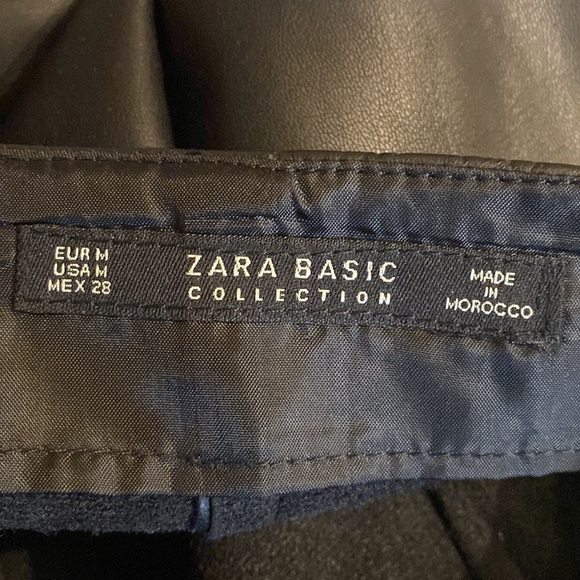 EUR M
USA M
MEX 28
ZARA BASIC
COLLECTION
MADE
IN
MOROCCO